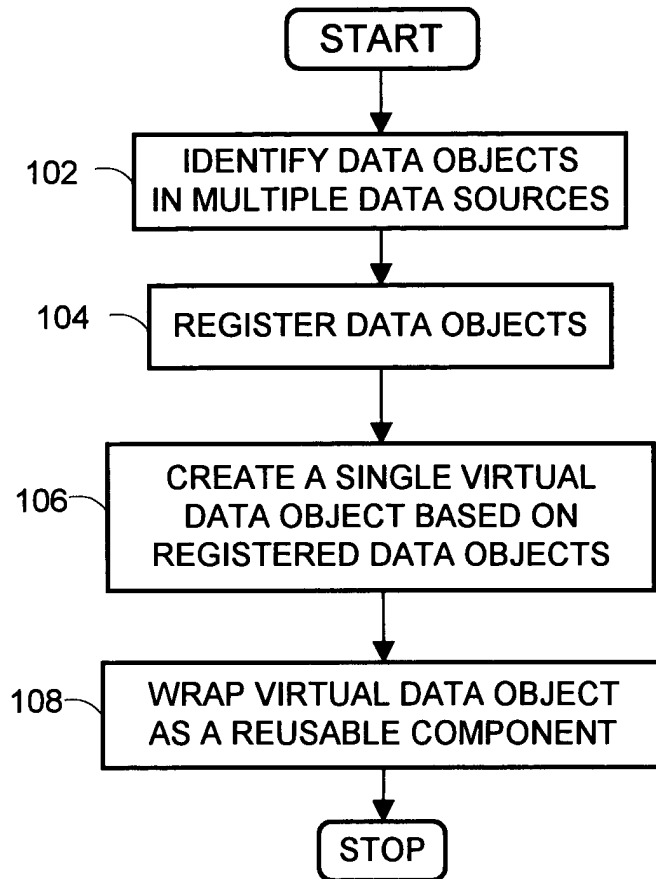 START
102
IDENTIFY DATA OBJECTS
IN MULTIPLE DATA SOURCES
104
REGISTER DATA OBJECTS
106
CREATE A SINGLE VIRTUAL
DATA OBJECT BASED ON
REGISTERED DATA OBJECTS
108
WRAP VIRTUAL DATA OBJECT
AS A REUSABLE COMPONENT
STOP